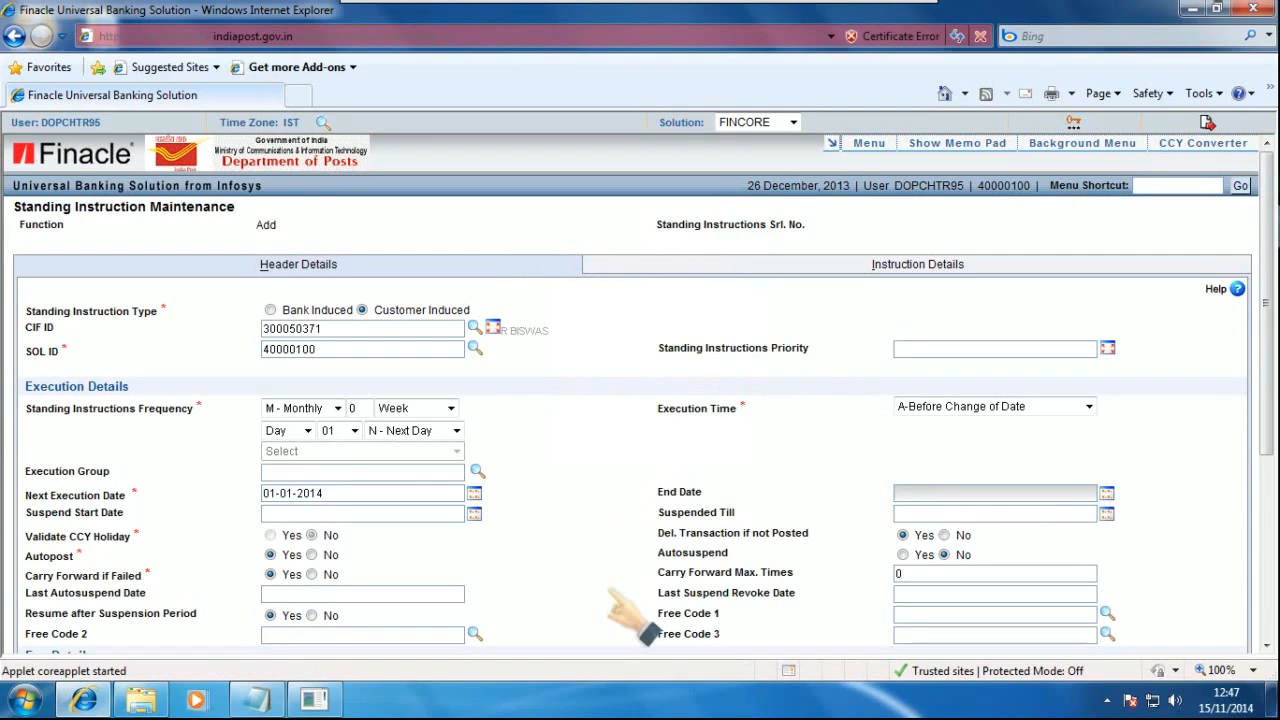 Finacle Universal Banking Solution - Windows Internet Explorer
indiapost.gov.in Certificate Error Bing
Favorites Suggested Sites Get more Add-ons
Finacle Universal Banking Solution Page Safety Tools
User: DOPCHTR95 Time Zone: IST Solution: FINCORE
Finacle Government of India
Ministry of Communications & Information Technology
Department of Posts
Menu Show Memo Pad Background Menu CCY Converter
Universal Banking Solution from Infosys 26 December, 2013 | User DOPCHTR95 | 40000100 | Menu Shortcut: Go
Standing Instruction Maintenance
Function Add Standing Instructions Srl. No.
Header Details Instruction Details
Help
Standing Instruction Type * Bank Induced Customer Induced
CIF ID 300050371 R BISWAS
SOL ID * 40000100 Standing Instructions Priority
Execution Details
Standing Instructions Frequency * M - Monthly 0 Week Execution Time * A-Before Change of Date
Day 01 N - Next Day
Select
Execution Group
Next Execution Date * 01-01-2014 End Date
Suspend Start Date Suspended Till
Validate CCY Holiday * Yes No Del. Transaction if not Posted Yes No
Autopost * Yes No Autosuspend Yes No
Carry Forward if Failed * Yes No Carry Forward Max. Times 0
Last Autosuspend Date Last Suspend Revoke Date
Resume after Suspension Period Yes No Free Code 1
Free Code 2 Free Code 3
Applet coreapplet started Trusted sites | Protected Mode: Off 100%
12:47
15/11/2014